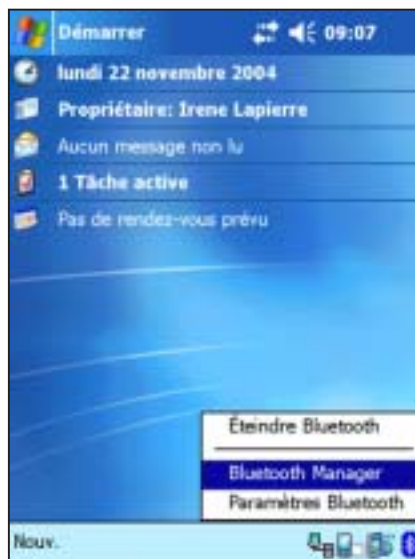 Démarrer 09:07
lundi 22 novembre 2004
Propriétaire: Irene Lapierre
Aucun message non lu
1 Tâche active
Pas de rendez-vous prévu
Éteindre Bluetooth
Bluetooth Manager
Paramètres Bluetooth
Nouv.